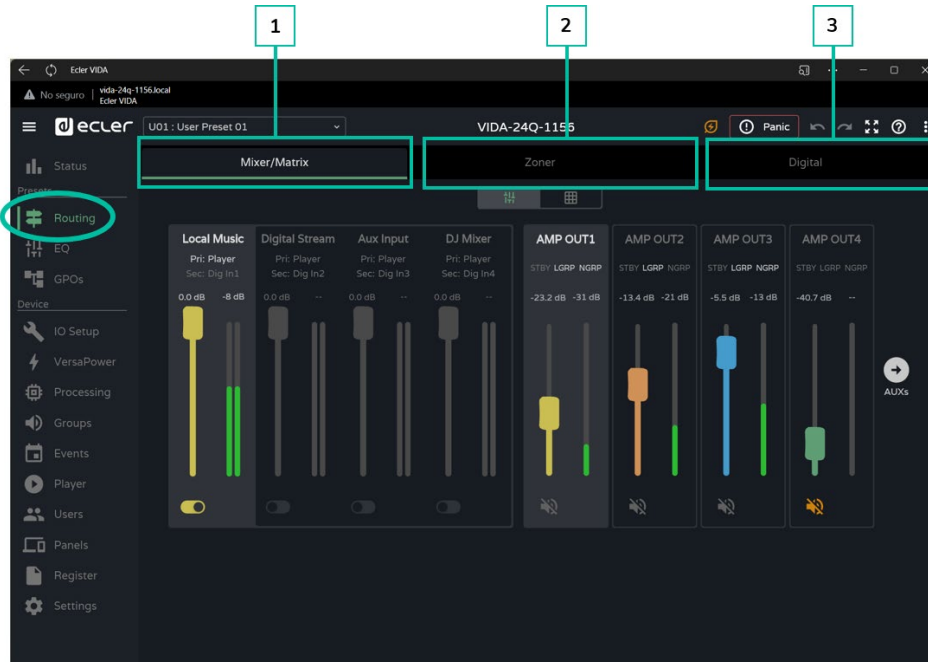 1
2
3
Ecler VIDA
No seguro
vida-24q-1156.local
Ecler VIDA
ecler
U01 : User Preset 01
VIDA-24Q-1156
Panic
Status
Presets
Routing
EQ
GPOs
Device
IO Setup
VersaPower
Processing
Groups
Events
Player
Users
Panels
Register
Settings
Mixer/Matrix
Zoner
Digital
Local Music
Pri: Player
Sec: Dig In1
0.0 dB -8 dB
Digital Stream
Pri: Player
Sec: Dig In2
0.0 dB --
Aux Input
Pri: Player
Sec: Dig In3
0.0 dB --
DJ Mixer
Pri: Player
Sec: Dig In4
0.0 dB --
AMP OUT1
STBY LGRP NGRP
-23.2 dB -31 dB
AMP OUT2
STBY LGRP NGRP
-13.4 dB -21 dB
AMP OUT3
STBY LGRP NGRP
-5.5 dB -13 dB
AMP OUT4
STBY LGRP NGRP
-40.7 dB --
AUXs